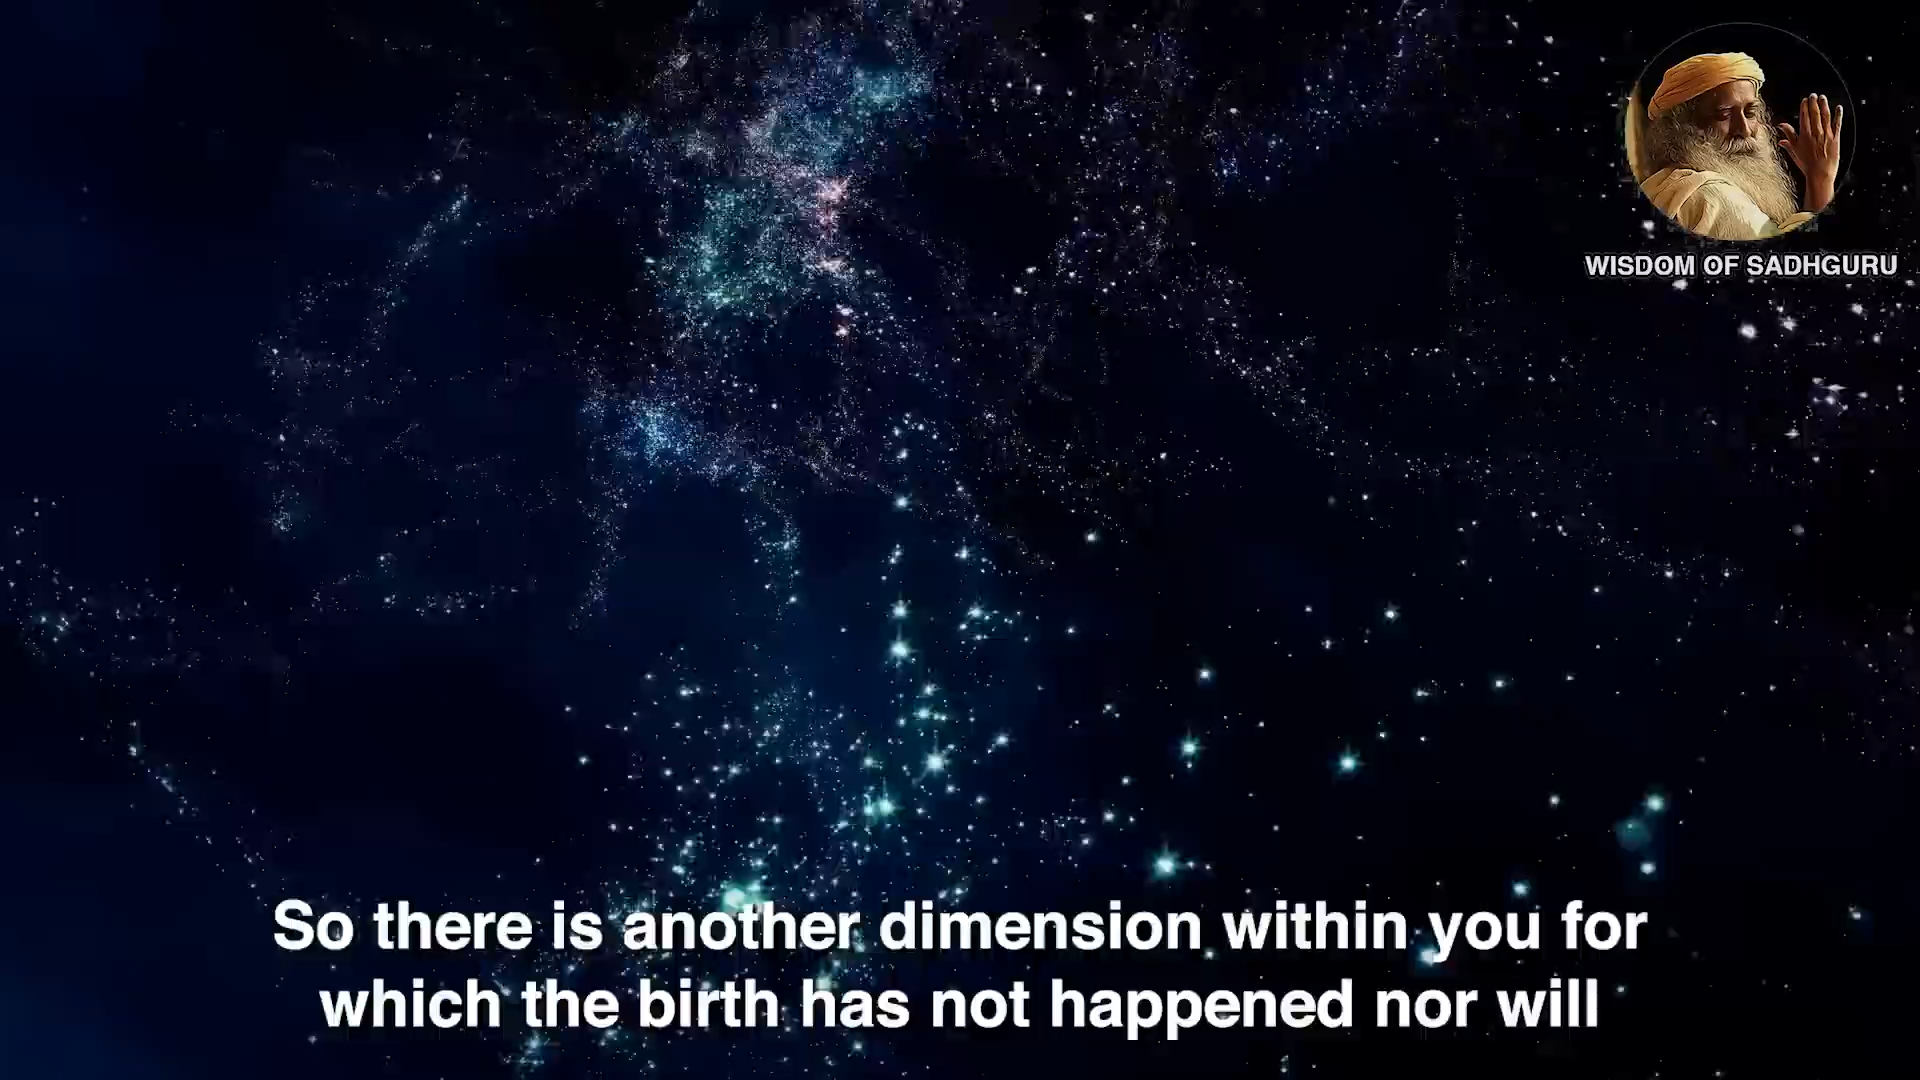 WISDOM OF SADHGURU
So there is another dimension within you for
which the birth has not happened nor will